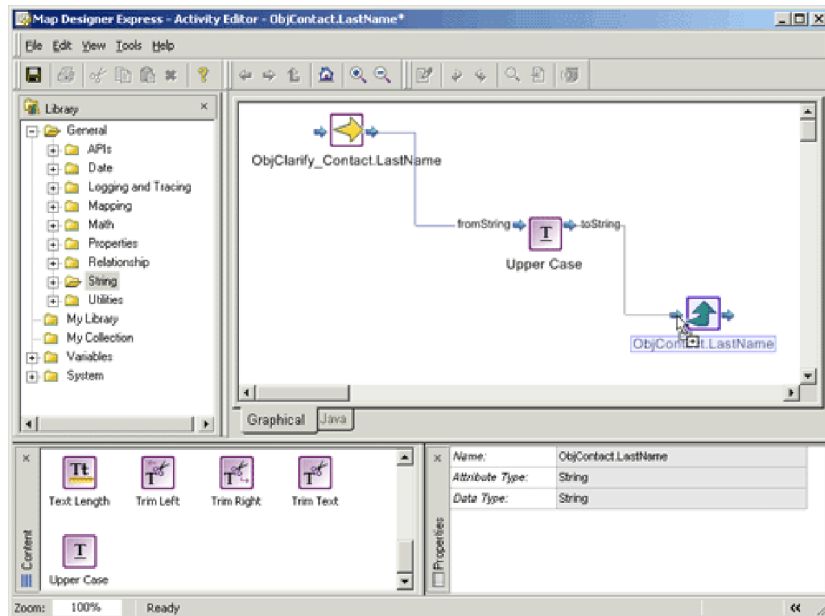 Map Designer Express - Activity Editor - ObjContact.LastName*
File Edit View Tools Help
Library
General
APIs
Date
Logging and Tracing
Mapping
Math
Properties
Relationship
String
Utilities
My Library
My Collection
Variables
System
ObjClarify_Contact.LastName
fromString
toString
Upper Case
ObjContact.LastName
Graphical Java
Content
Tt
T
T
T
Text Length Trim Left Trim Right Trim Text
T
Upper Case
Properties
Name: ObjContact.LastName
Attribute Type: String
Data Type: String
Zoom: 100% Ready